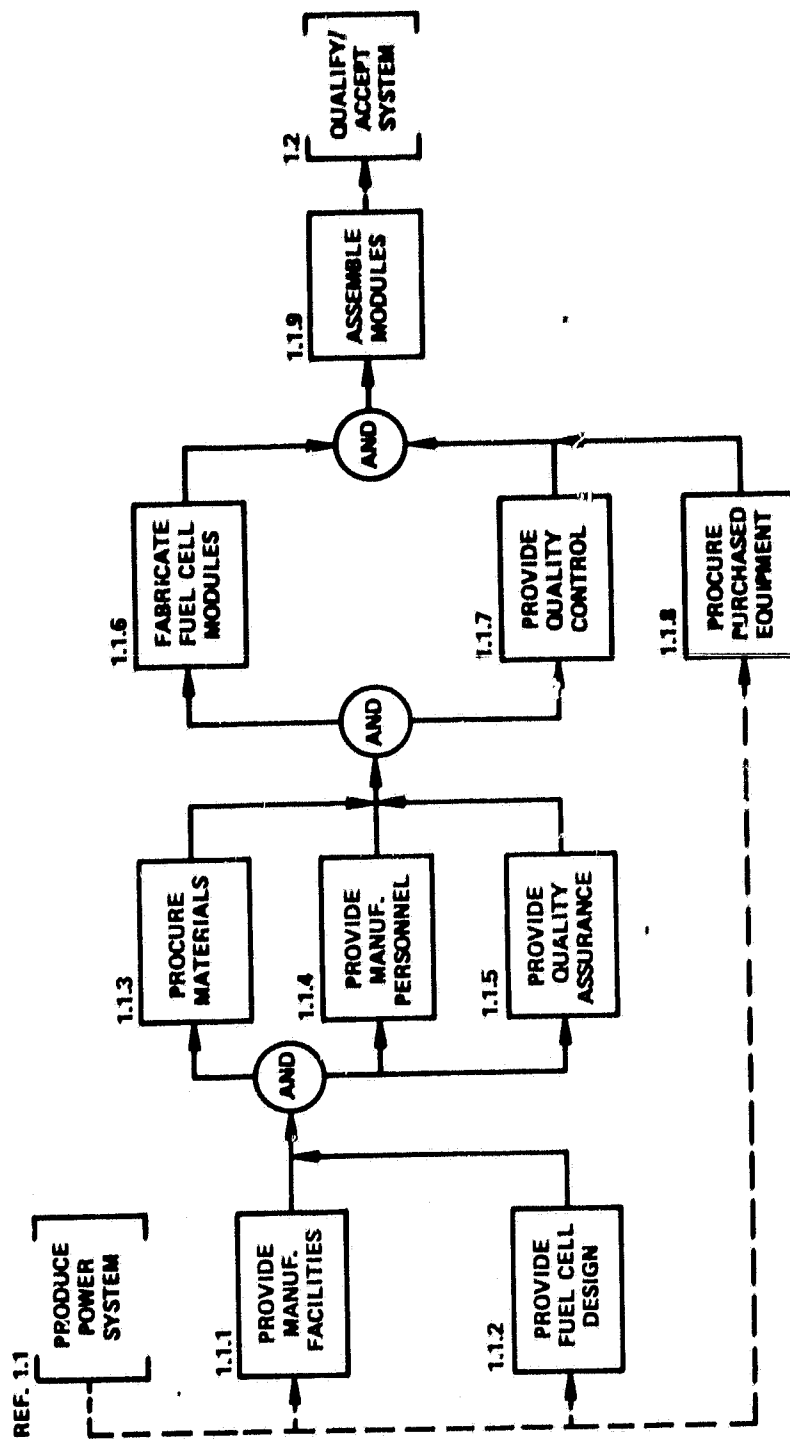 REF. 1.1
PRODUCE
POWER
SYSTEM
1.1.1
PROVIDE
MANUF.
FACILITIES
1.1.2
PROVIDE
FUEL CELL
DESIGN
AND
1.1.3
PROCURE
MATERIALS
1.1.4
PROVIDE
MANUF.
PERSONNEL
1.1.5
PROVIDE
QUALITY
ASSURANCE
AND
1.1.6
FABRICATE
FUEL CELL
MODULES
1.1.7
PROVIDE
QUALITY
CONTROL
1.1.8
PROCURE
PURCHASED
EQUIPMENT
AND
1.1.9
ASSEMBLE
MODULES
1.2
QUALIFY/
ACCEPT
SYSTEM